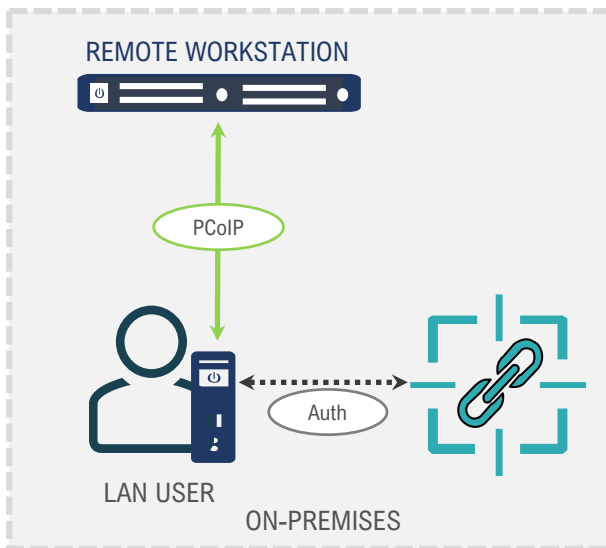 REMOTE WORKSTATION
PCoIP
Auth
LAN USER
ON-PREMISES